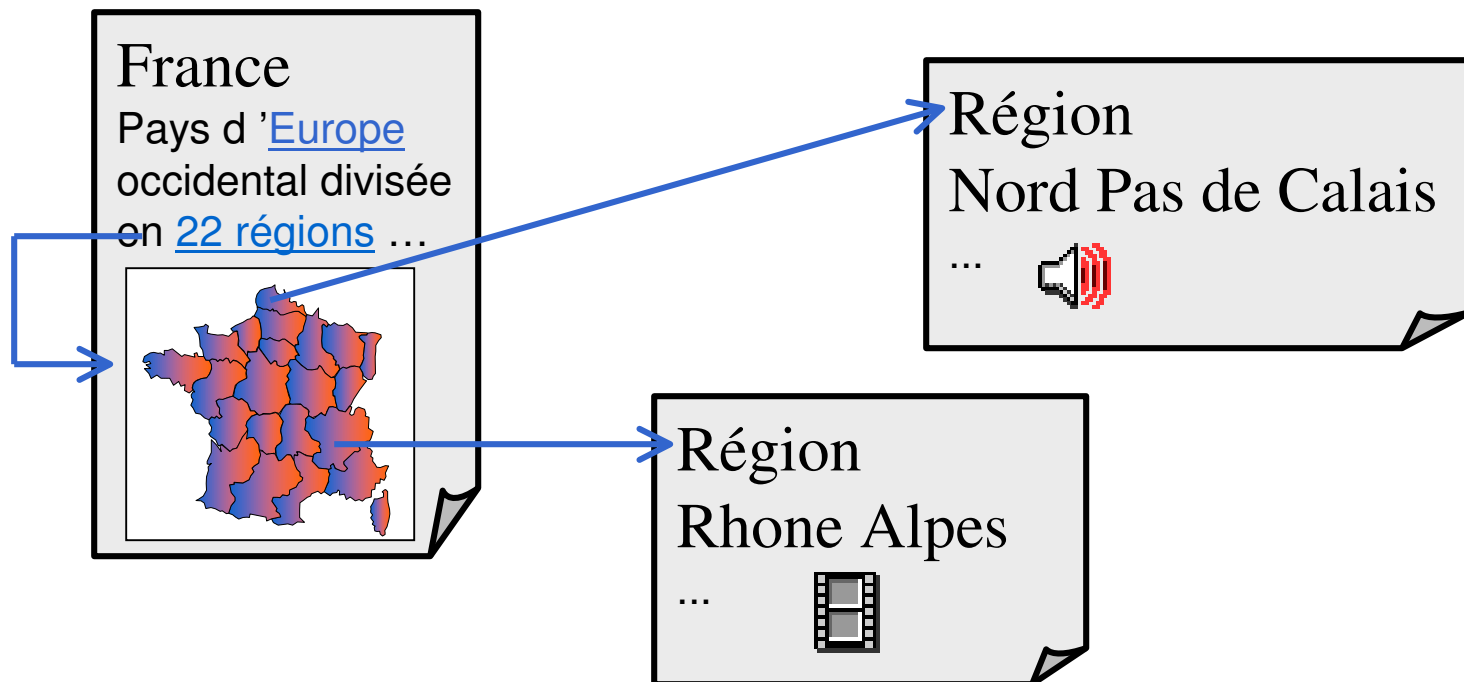 France
Pays d ’Europe
occidental divisée
en 22 régions …
Région
Nord Pas de Calais
...
Région
Rhone Alpes
...